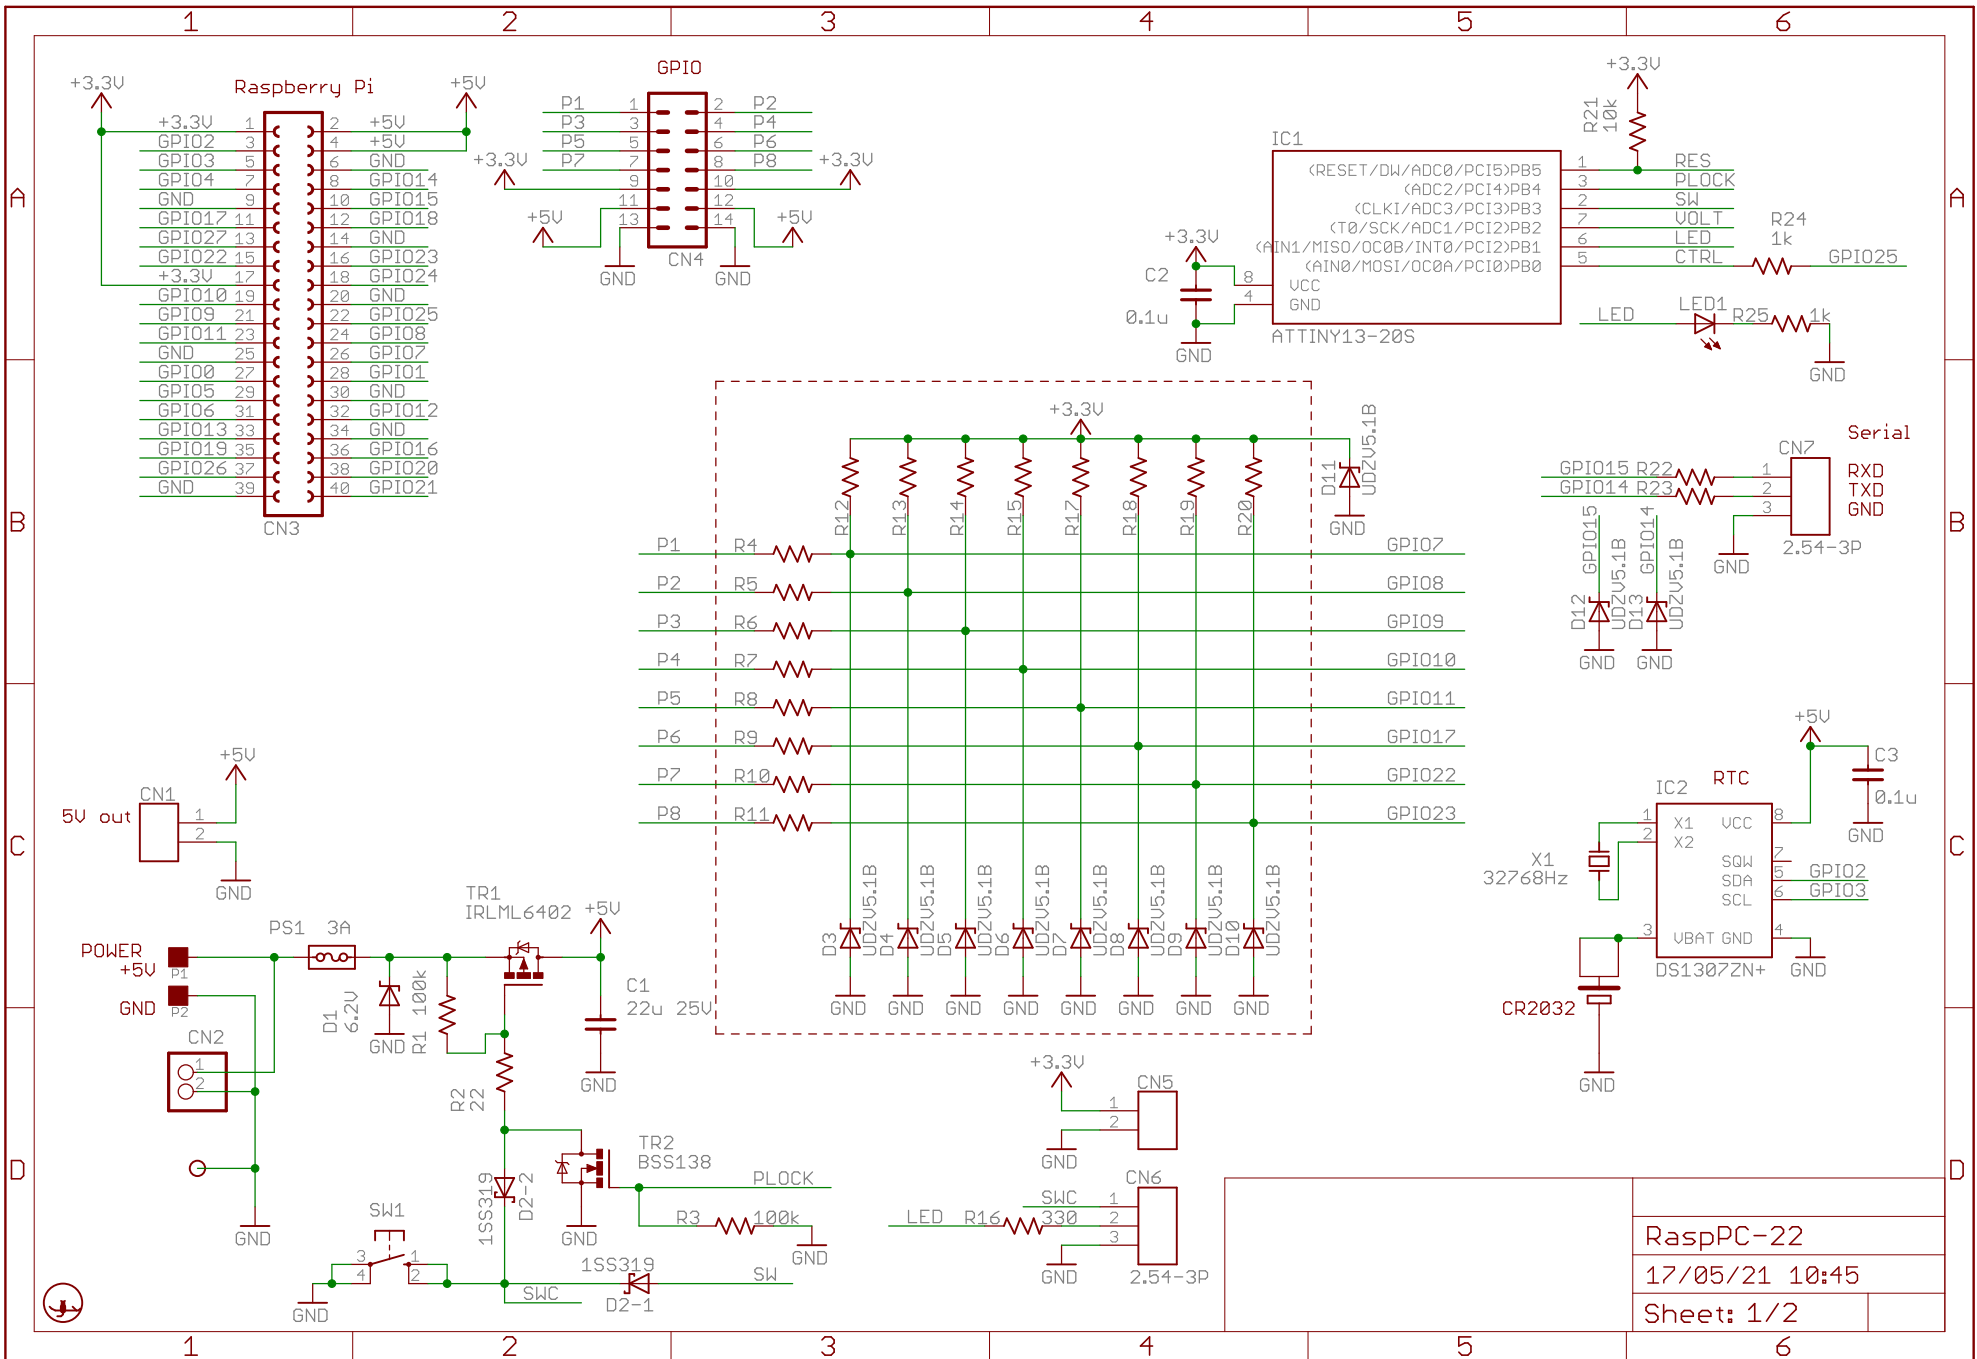 1 2 3 4 5 6
A A
B B
C C
D D
Raspberry Pi
+3.3V +5V
+3.3V 1 2 +5V
GPIO2 3 4 +5V
GPIO3 5 6 GND
GPIO4 7 8 GPIO14
GND 9 10 GPIO15
GPIO17 11 12 GPIO18
GPIO27 13 14 GND
GPIO22 15 16 GPIO23
+3.3V 17 18 GPIO24
GPIO10 19 20 GND
GPIO9 21 22 GPIO25
GPIO11 23 24 GPIO8
GND 25 26 GPIO7
GPIO0 27 28 GPIO1
GPIO5 29 30 GND
GPIO6 31 32 GPIO12
GPIO13 33 34 GND
GPIO19 35 36 GPIO16
GPIO26 37 38 GPIO20
GND 39 40 GPIO21
CN3
GPIO
P1 1 2 P2
P3 3 4 P4
P5 5 6 P6
P7 7 8 P8
+3.3V 9 10 +3.3V
+5V 11 12 +5V
13 14
GND CN4 GND
+3.3V
R21
10k
IC1
(RESET/DW/ADC0/PCI5)PB5 1 RES
(ADC2/PCI4)PB4 3 PLOCK
(CLKI/ADC3/PCI3)PB3 2 SW
(T0/SCK/ADC1/PCI2)PB2 7 VOLT
(AIN1/MISO/OC0B/INT0/PCI2)PB1 6 LED
(AIN0/MOSI/OC0A/PCI0)PB0 5 CTRL
R24
1k
GPIO25
+3.3V
C2
0.1u
GND
8 VCC
4 GND
ATTINY13-20S
LED LED1 R25 1k
GND
+3.3V
R12 R13 R14 R15 R17 R18 R19 R20
D11
UDZV5.1B
GND
P1 R4 GPIO7
P2 R5 GPIO8
P3 R6 GPIO9
P4 R7 GPIO10
P5 R8 GPIO11
P6 R9 GPIO17
P7 R10 GPIO22
P8 R11 GPIO23
D3 UDZV5.1B D4 UDZV5.1B D5 UDZV5.1B D6 UDZV5.1B D7 UDZV5.1B D8 UDZV5.1B D9 UDZV5.1B D10 UDZV5.1B
GND GND GND GND GND GND GND GND
Serial
CN7
GPIO15 R22 1 RXD
GPIO14 R23 2 TXD
3 GND
2.54-3P
GND
GPIO15 GPIO14
D12 UDZV5.1B D13 UDZV5.1B
GND GND
+5V
C3
0.1u
GND
RTC
IC2
1 X1 VCC 8
2 X2
SQW 7
SDA 5 GPIO2
SCL 6 GPIO3
3 VBAT GND 4
DS1307ZN+
GND
X1
32768Hz
CR2032
GND
+5V
CN1
5V out 1
2
GND
POWER
+5V P1
GND P2
CN2
1
2
GND
PS1 3A
D1
6.2V
GND
R1 100k
TR1
IRLML6402
+5V
C1
22u 25V
GND
R2
22
TR2
BSS138
PLOCK
1SS319
D2-2
GND
R3 100k
GND
SW1
3 1
4 2
GND
SWC
1SS319
D2-1
SW
+3.3V
CN5
1
2
GND
CN6
SWC 1
LED R16 330 2
3
GND
2.54-3P
RaspPC-22
17/05/21 10:45
Sheet: 1/2